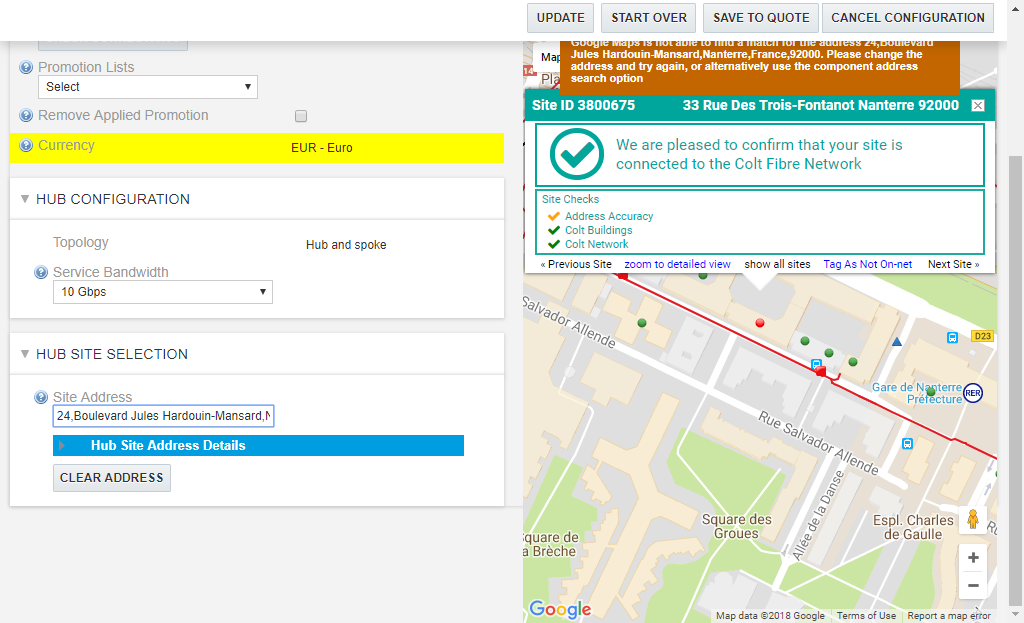 UPDATE
START OVER
SAVE TO QUOTE
CANCEL CONFIGURATION
Promotion Lists
Select
Remove Applied Promotion
Currency
EUR - Euro
HUB CONFIGURATION
Topology
Hub and spoke
Service Bandwidth
10 Gbps
HUB SITE SELECTION
Site Address
24,Boulevard Jules Hardouin-Mansard,N
Hub Site Address Details
CLEAR ADDRESS
Map
Google Maps is not able to find a match for the address 24,Boulevard
Jules Hardouin-Mansard,Nanterre,France,92000. Please change the
address and try again, or alternatively use the component address
search option
Site ID 3800675
33 Rue Des Trois-Fontanot Nanterre 92000
We are pleased to confirm that your site is
connected to the Colt Fibre Network
Site Checks
Address Accuracy
Colt Buildings
Colt Network
« Previous Site
zoom to detailed view
show all sites
Tag As Not On-net
Next Site »
Salvador Allende
D23
Gare de Nanterre
Préfecture
RER
Rue Salvador Allende
Allée de la Danse
Square des
Groues
Espl. Charles
de Gaulle
Square de
la Brèche
Google
Map data ©2018 Google
Terms of Use
Report a map error